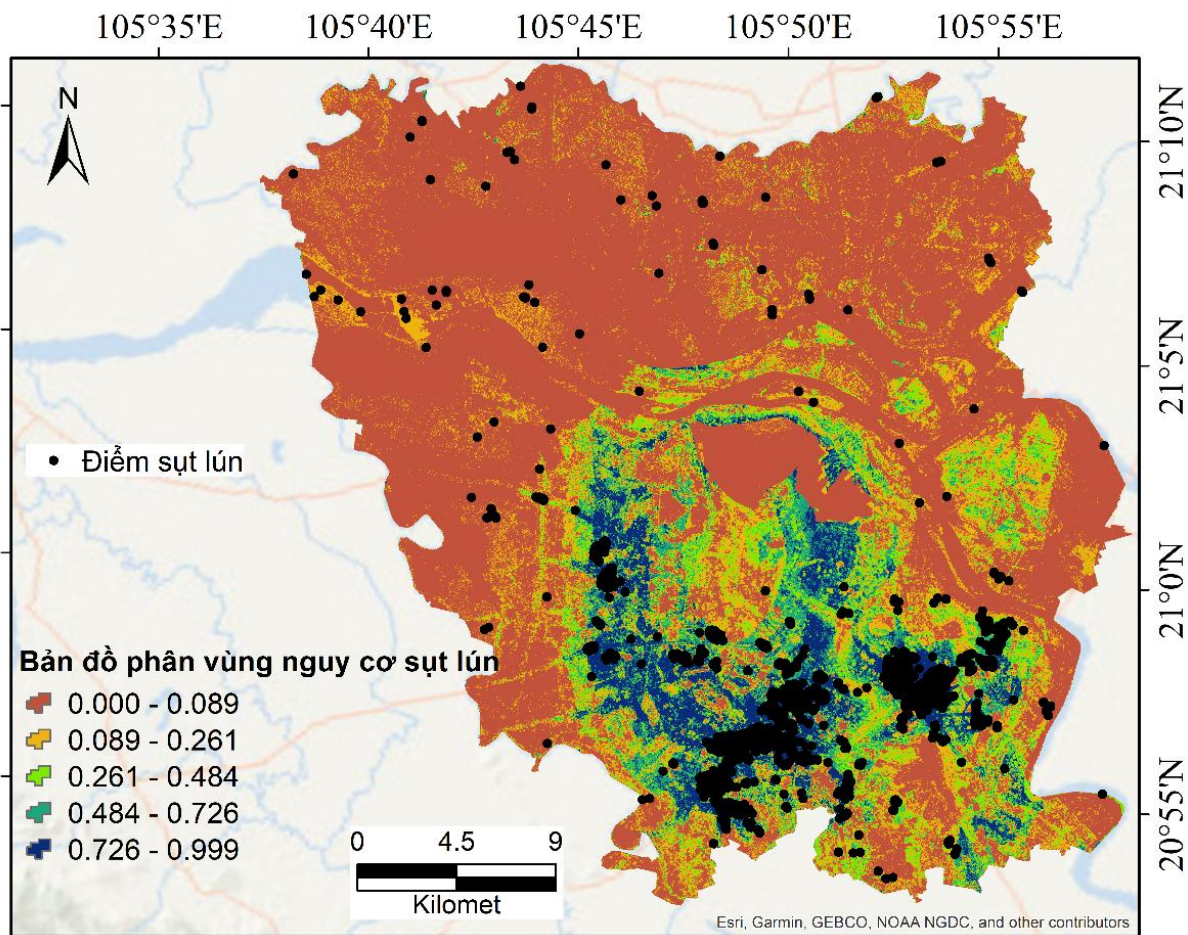 105°35'E 105°40'E 105°45'E 105°50'E 105°55'E
N
21°10'N
21°5'N
21°0'N
20°55'N
Điểm sụt lún
Bản đồ phân vùng nguy cơ sụt lún
0.000 - 0.089
0.089 - 0.261
0.261 - 0.484
0.484 - 0.726
0.726 - 0.999
0 4.5 9
Kilomet
Esri, Garmin, GEBCO, NOAA NGDC, and other contributors